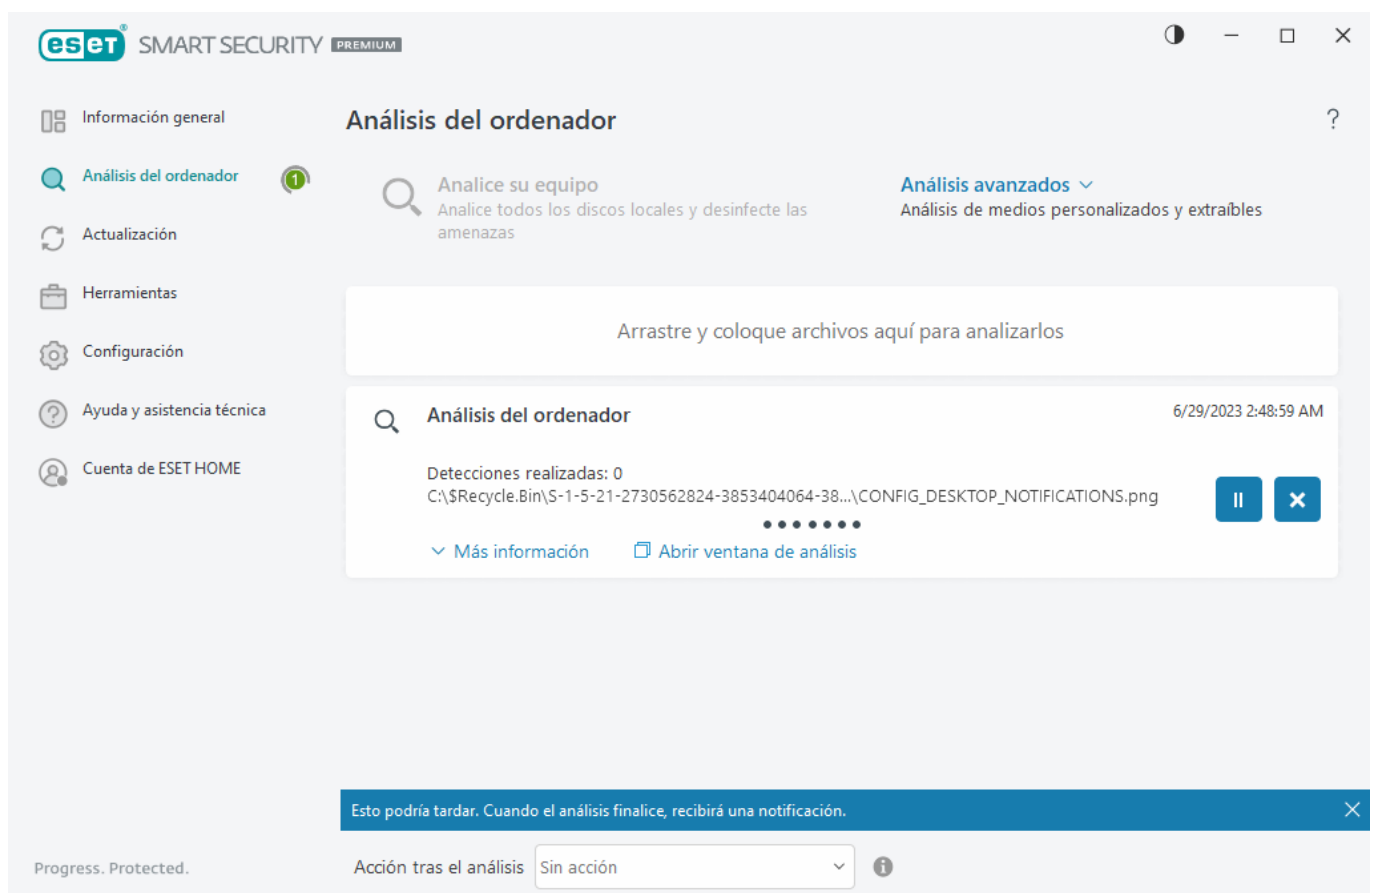 eset® SMART SECURITY PREMIUM
Información general
Análisis del ordenador
1
Actualización
Herramientas
Configuración
Ayuda y asistencia técnica
Cuenta de ESET HOME
Progress. Protected.
Análisis del ordenador
?
Analice su equipo
Analice todos los discos locales y desinfecte las
amenazas
Análisis avanzados
Análisis de medios personalizados y extraíbles
Arrastre y coloque archivos aquí para analizarlos
Análisis del ordenador
6/29/2023 2:48:59 AM
Detecciones realizadas: 0
C:\$Recycle.Bin\S-1-5-21-2730562824-3853404064-38...\CONFIG_DESKTOP_NOTIFICATIONS.png
Más información
Abrir ventana de análisis
Esto podría tardar. Cuando el análisis finalice, recibirá una notificación.
Acción tras el análisis
Sin acción